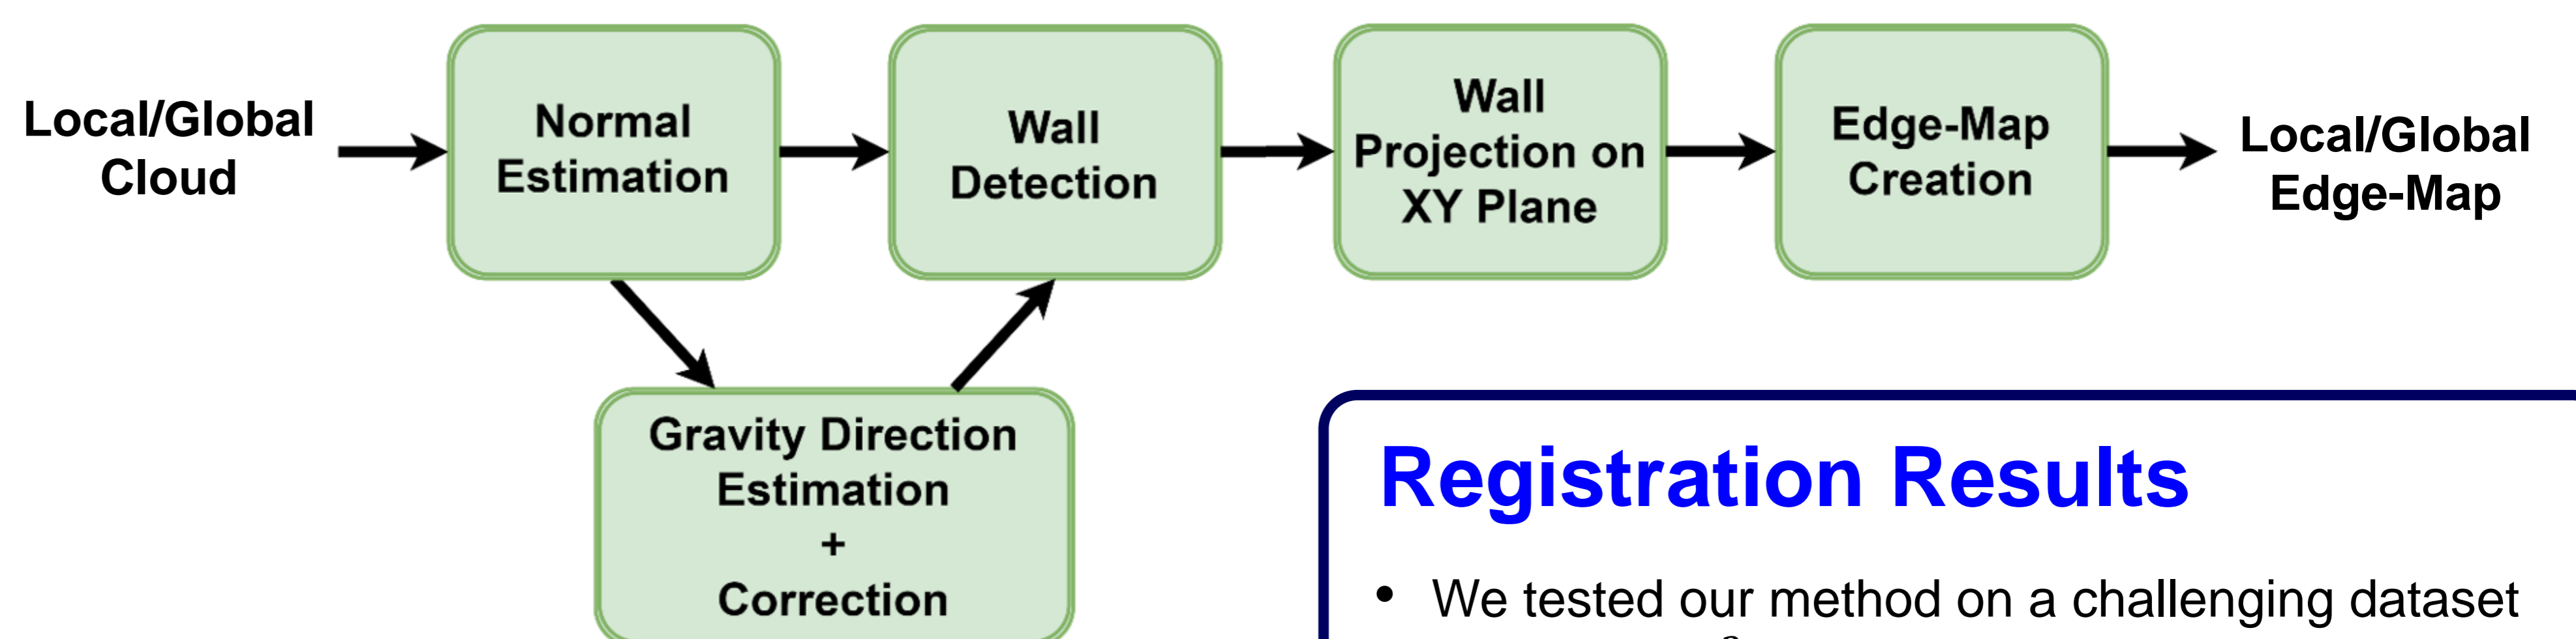 Local/Global
Cloud
Normal
Estimation
Wall
Detection
Wall
Projection on
XY Plane
Edge-Map
Creation
Local/Global
Edge-Map
Gravity Direction
Estimation
+
Correction
Registration Results
• We tested our method on a challenging dataset